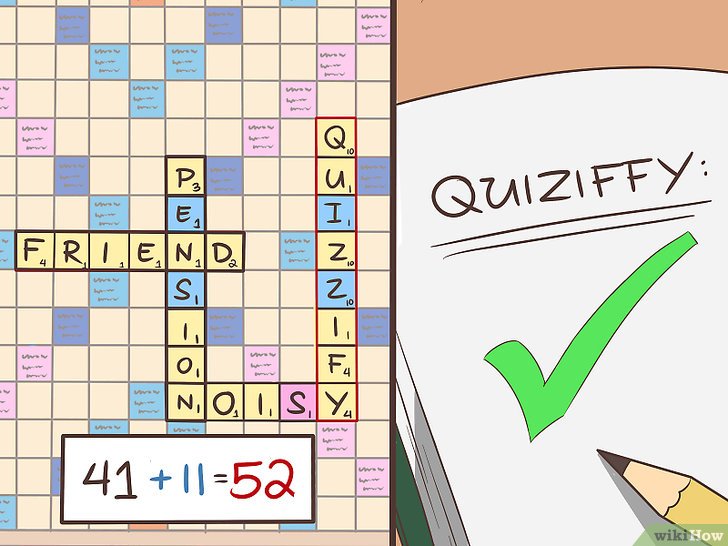 QUIZZIFY
PENSION
FRIEND
NOISY
41 + 11 = 52
QUIZIFFY:
wikiHow